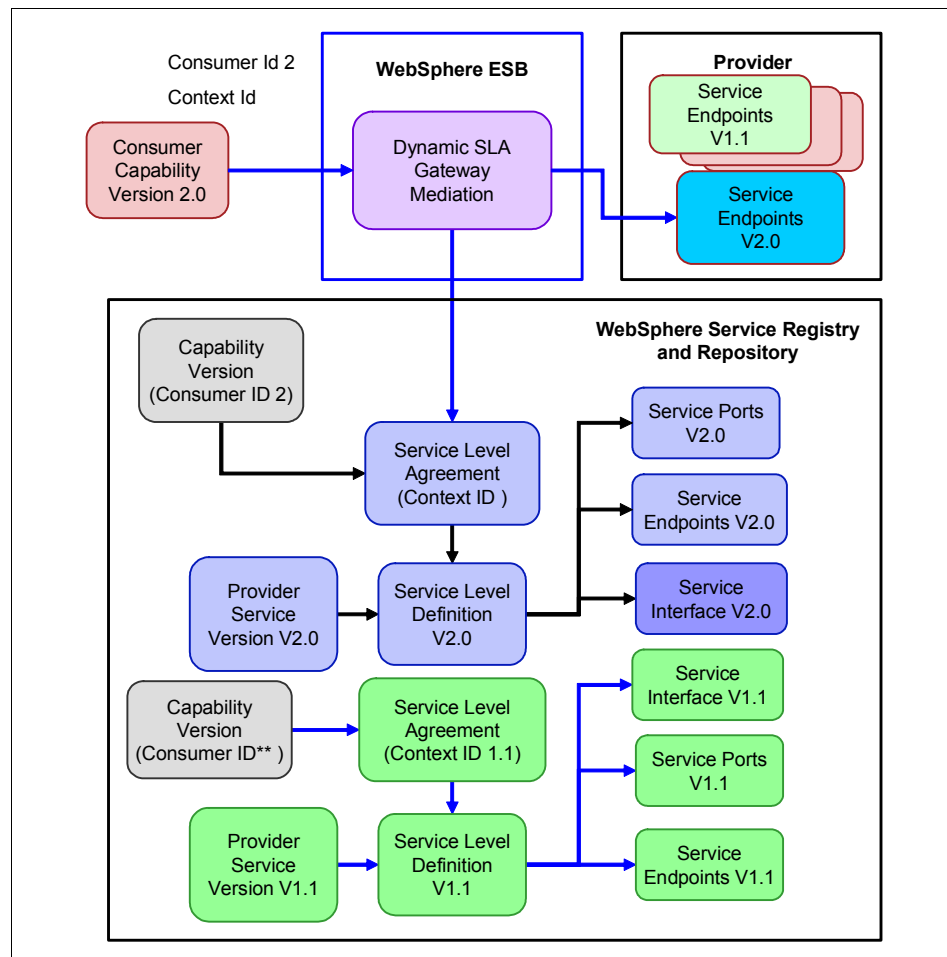 Consumer Id 2
Context Id
WebSphere ESB
Provider
Consumer
Capability
Version 2.0
Dynamic SLA
Gateway
Mediation
Service
Endpoints
V1.1
Service
Endpoints
V2.0
WebSphere Service Registry
and Repository
Capability
Version
(Consumer ID 2)
Service Level
Agreement
(Context ID )
Service Ports
V2.0
Service
Endpoints V2.0
Provider
Service
Version V2.0
Service Level
Definition
V2.0
Service
Interface V2.0
Capability
Version
(Consumer ID** )
Service Level
Agreement
(Context ID 1.1)
Service
Interface V1.1
Service Ports
V1.1
Provider
Service
Version V1.1
Service Level
Definition
V1.1
Service
Endpoints V1.1